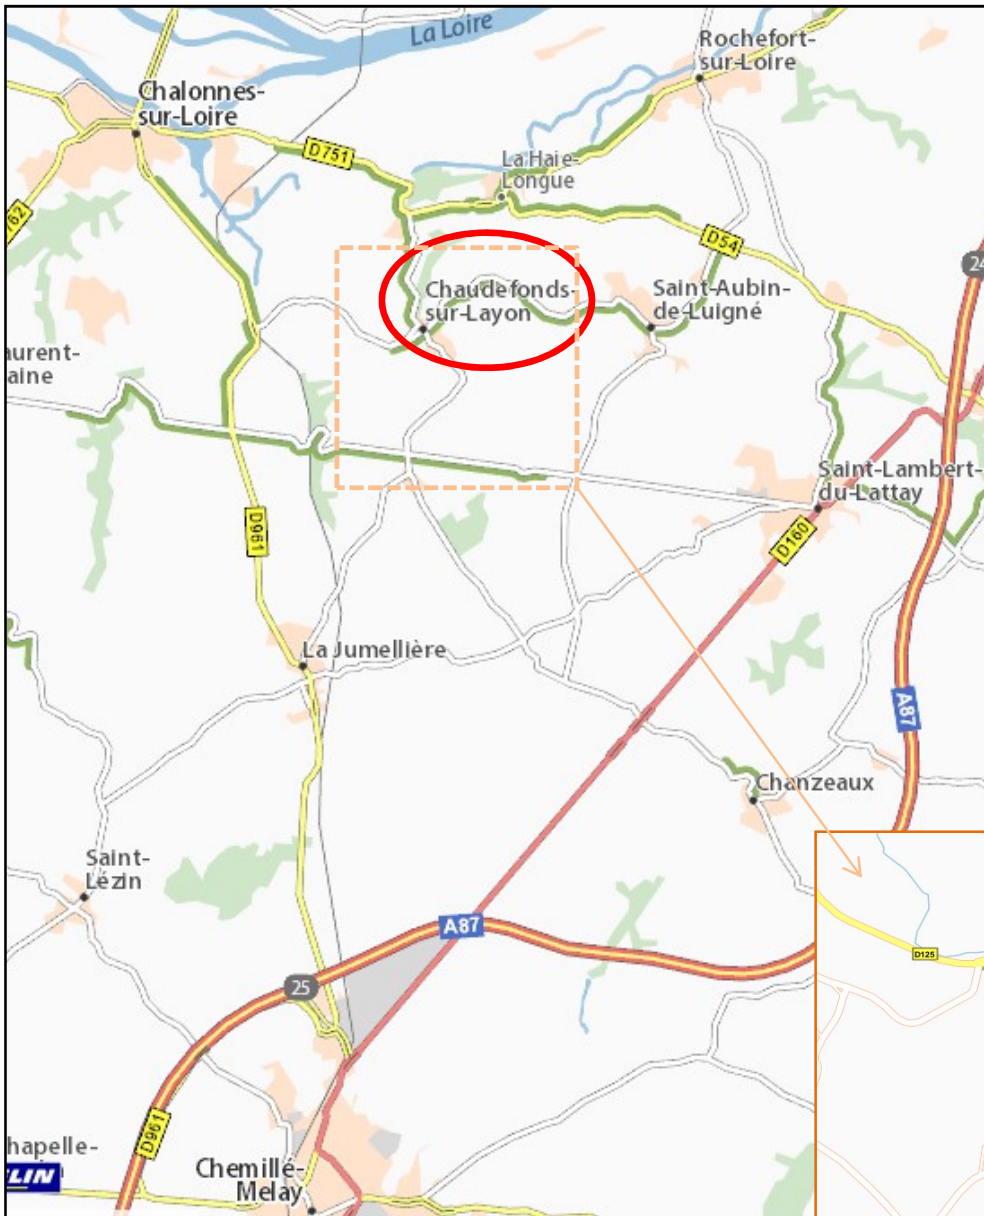 La Loire
Rochefort-
sur-Loire
Chalonnes-
sur-Loire
D751
La Haie-
Longue
762
D54
24
Chaudefonds-
sur-Layon
Saint-Aubin-
de-Luigné
aurent-
aine
Saint-Lambert-
du-Lattay
D961
D160
La Jumellière
A87
Chanzeaux
Saint-
Lézin
A87
D125
25
D961
hapelle-
Chemillé-
Melay
LIN